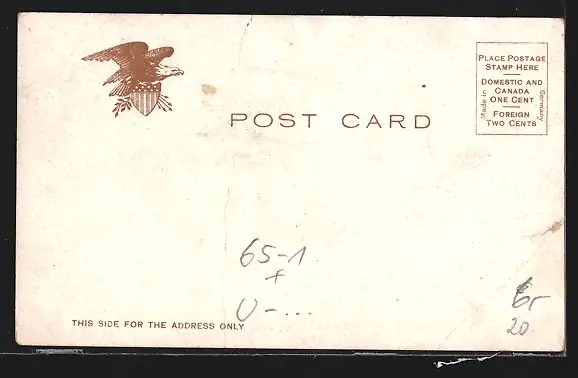 PLACE POSTAGE
STAMP HERE
DOMESTIC AND
CANADA
ONE CENT
FOREIGN
TWO CENTS
Made in
Germany
POST CARD
65-1
+
U-...
20
THIS SIDE FOR THE ADDRESS ONLY